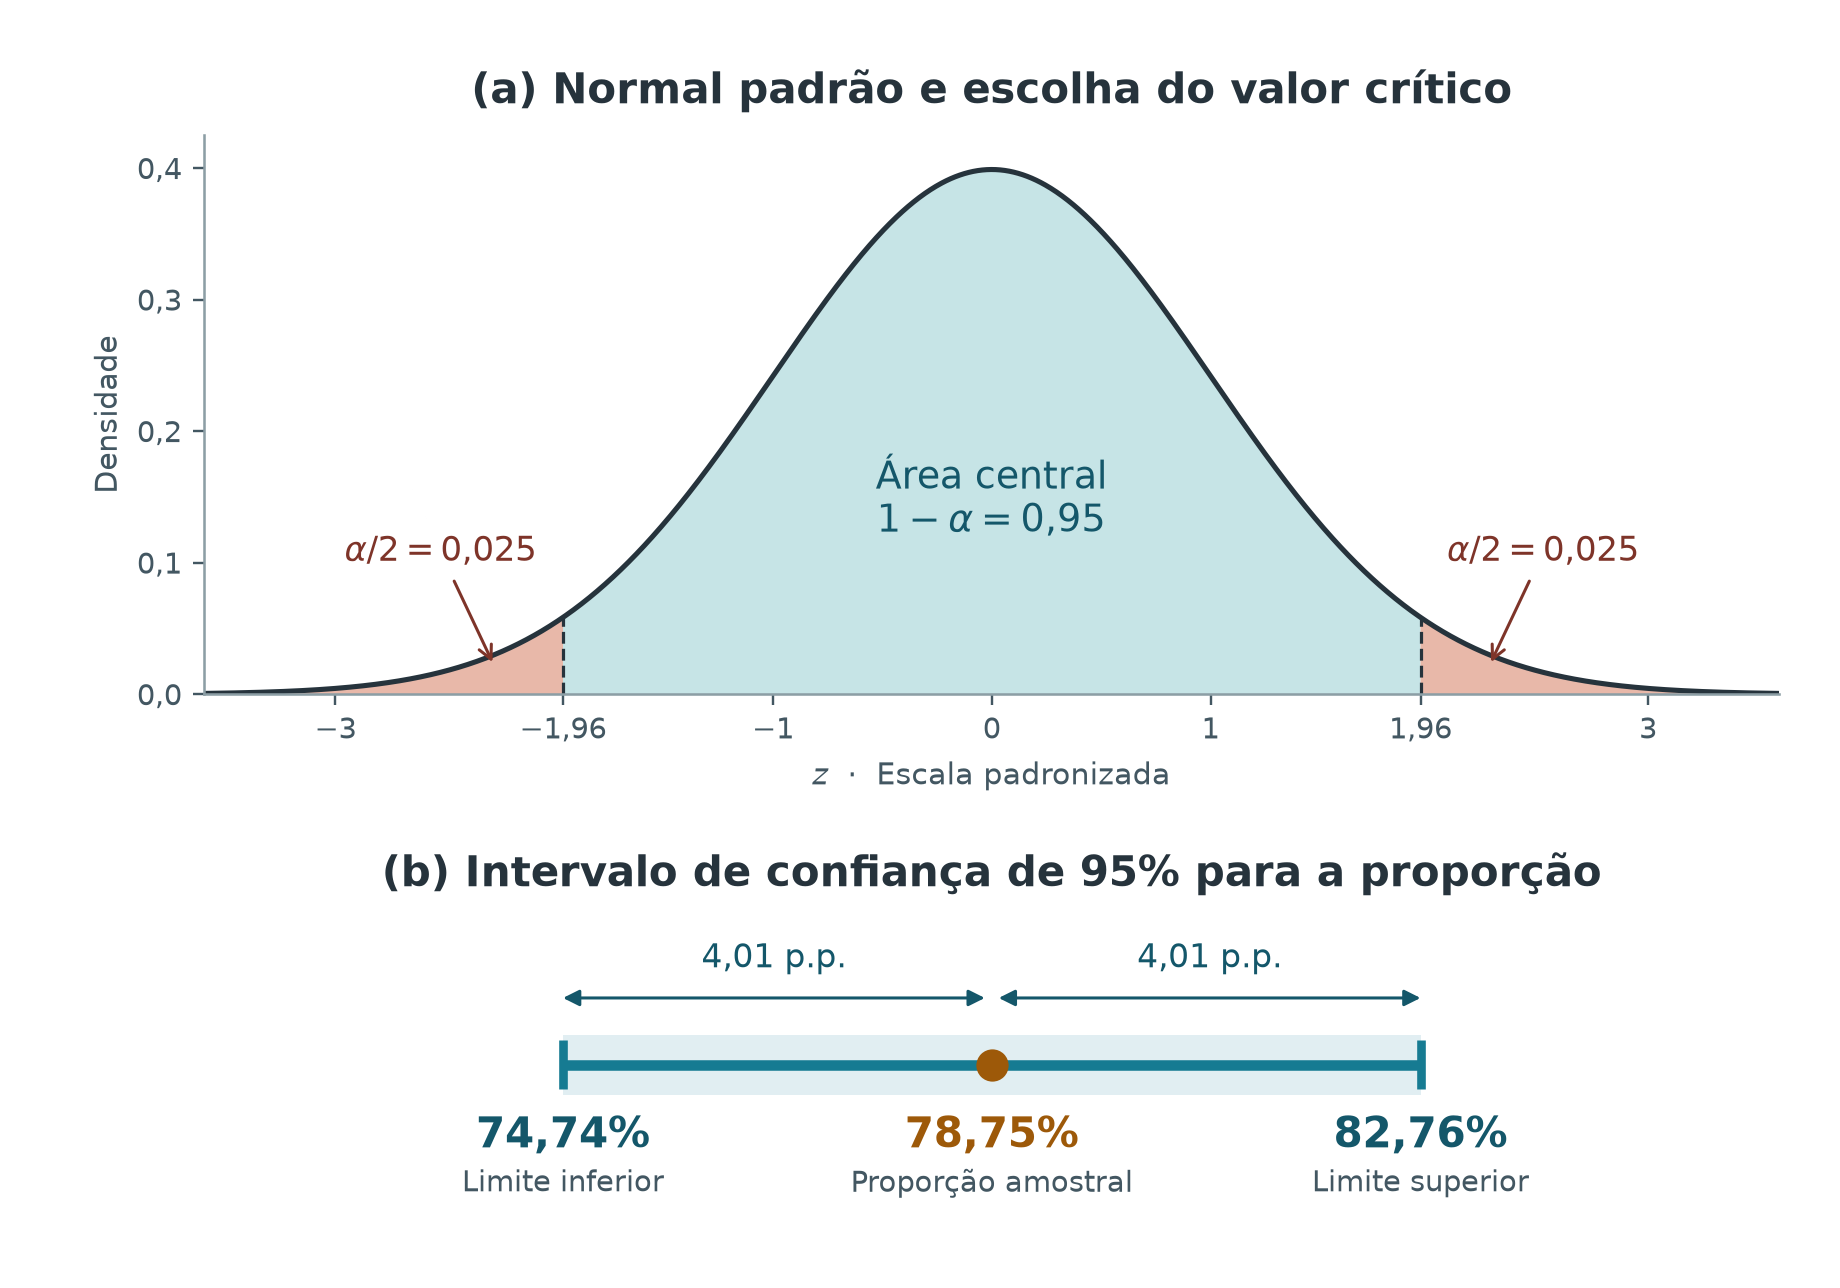 (a) Normal padrão e escolha do valor crítico
0,4
0,3
0,2
0,1
0,0
Densidade
Área central
1 − α = 0,95
α/2 = 0,025
α/2 = 0,025
−3
−1,96
−1
0
1
1,96
3
z · Escala padronizada
(b) Intervalo de confiança de 95% para a proporção
4,01 p.p.
4,01 p.p.
74,74%
78,75%
82,76%
Limite inferior
Proporção amostral
Limite superior